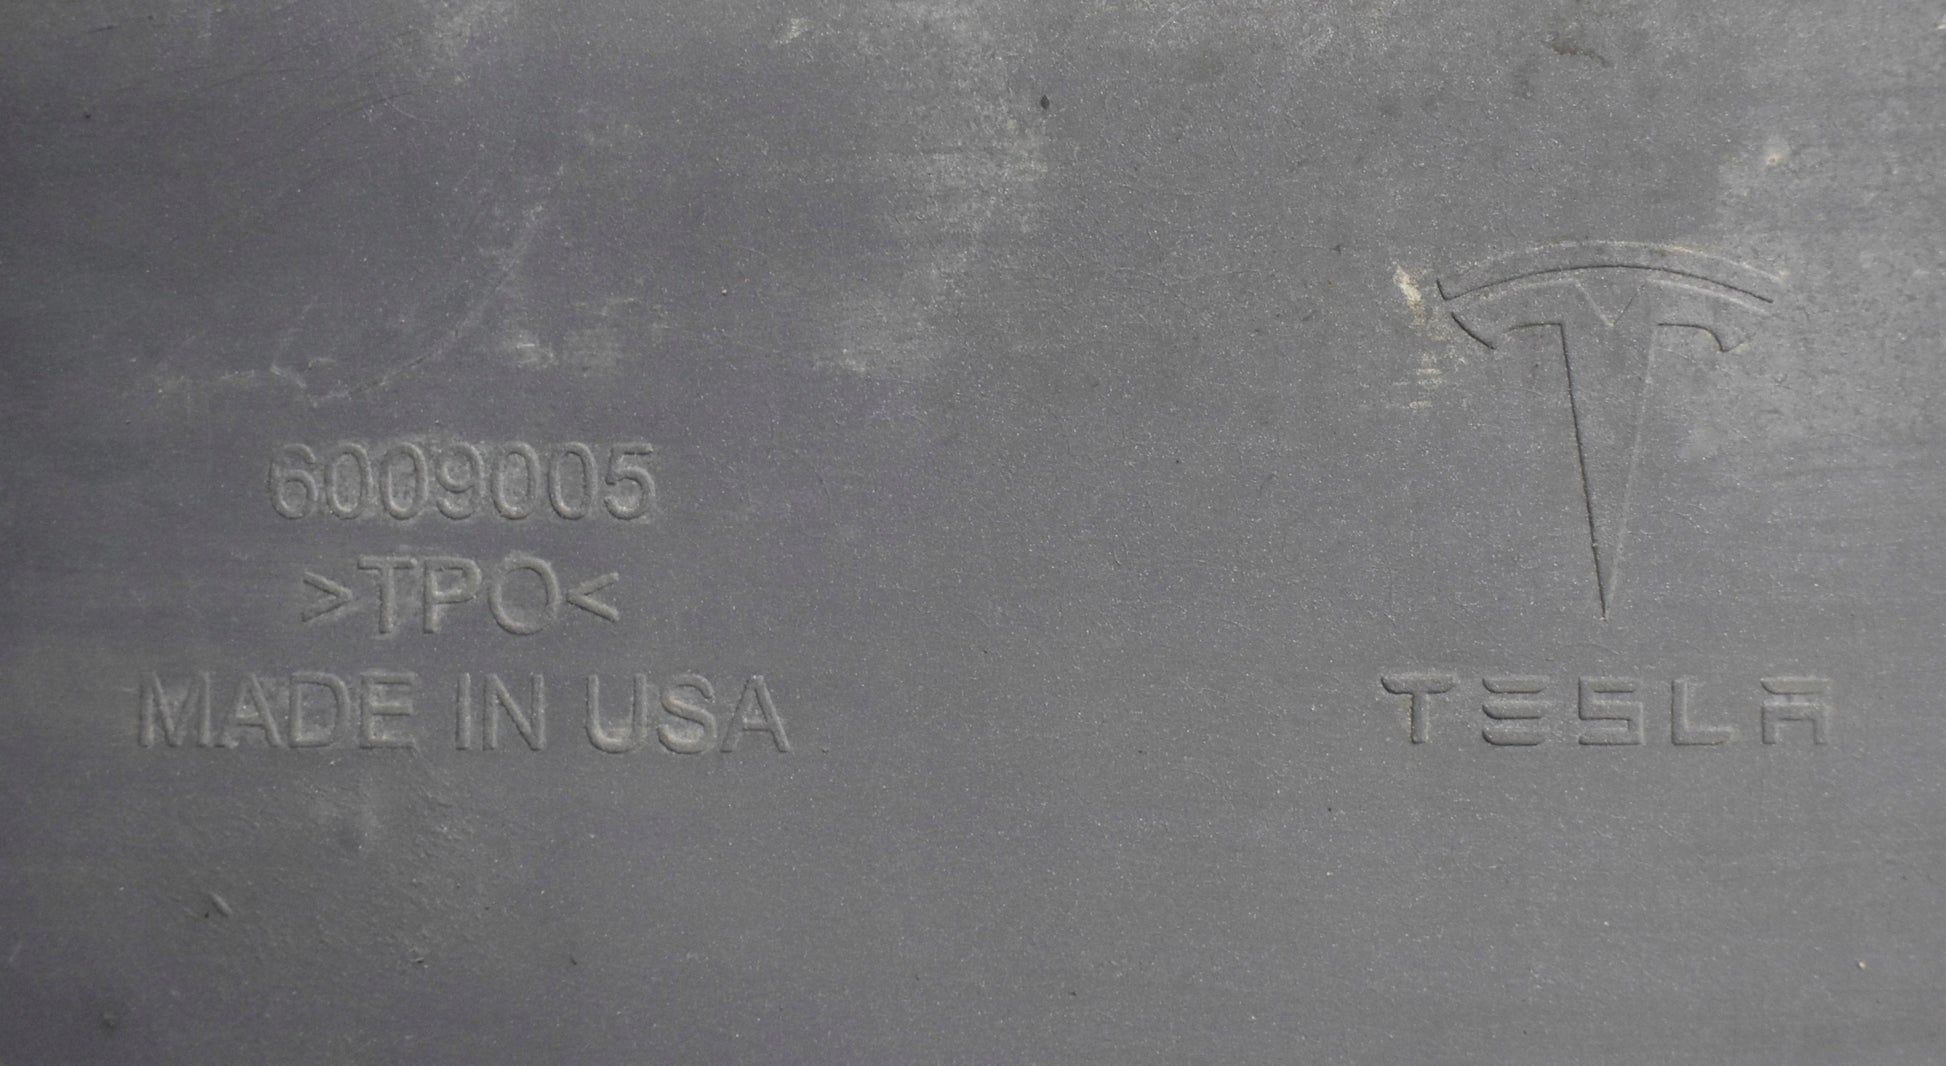 6009005
>TPO<
MADE IN USA
TESLA